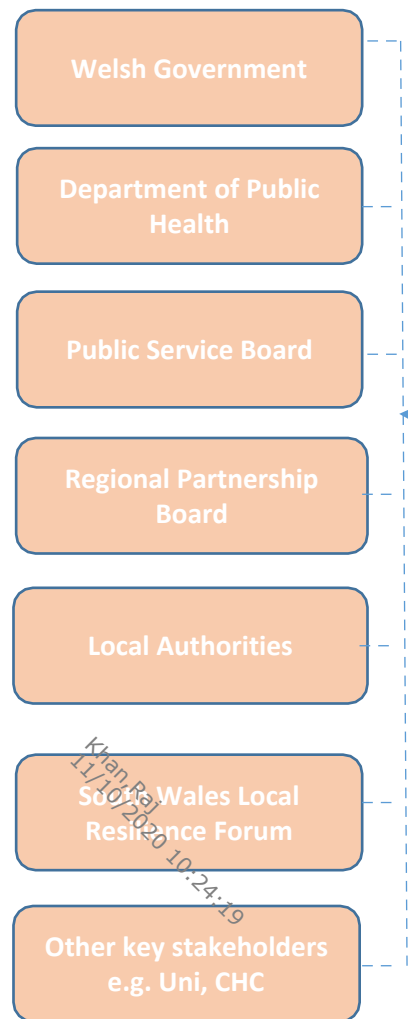 Welsh Government
Department of Public
Health
Public Service Board
Regional Partnership
Board
Local Authorities
South Wales Local
Resilience Forum
Khan,Raj
11/10/2020 10:24:19
Other key stakeholders
e.g. Uni, CHC